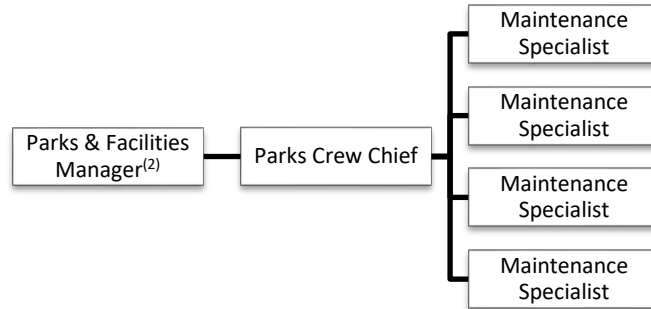 Parks & Facilities
Manager(2)
Parks Crew Chief
Maintenance
Specialist
Maintenance
Specialist
Maintenance
Specialist
Maintenance
Specialist